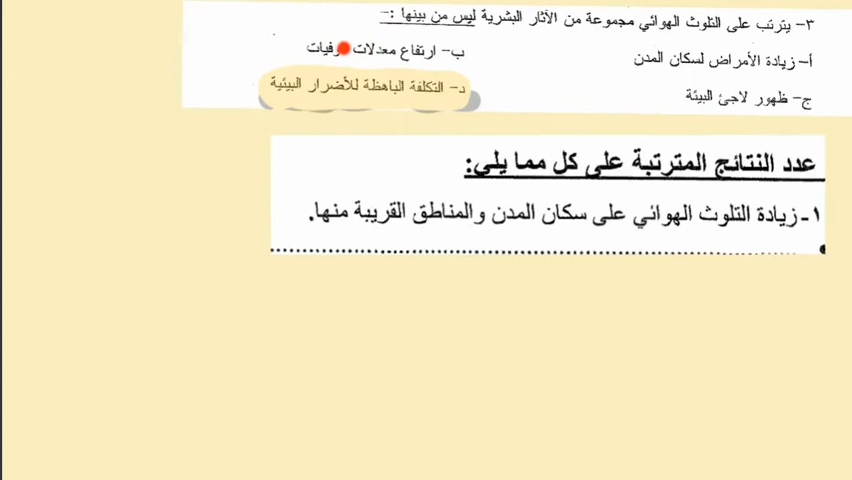 ٣- يترتب على التلوث الهوائي مجموعة من الآثار البشرية ليس من بينها :-
أ- زيادة الأمراض لسكان المدن
ب- ارتفاع معدلات
ج- ظهور لاجئ البيئة
د- التكلفة الباهظة للأضرار البيئية
عدد النتائج المترتبة على كل مما يلي:
١- زيادة التلوث الهوائي على سكان المدن والمناطق القريبة منها.